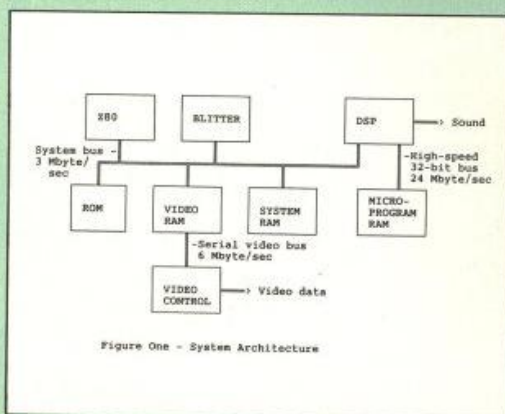 Z80
BLITTER
DSP
Sound
System bus -
3 Mbyte/
sec
-High-speed
32-bit bus
24 Mbyte/sec
ROM
VIDEO
RAM
SYSTEM
RAM
MICRO-
PROGRAM
RAM
-Serial video bus
6 Mbyte/sec
VIDEO
CONTROL
Video data
Figure One - System Architecture